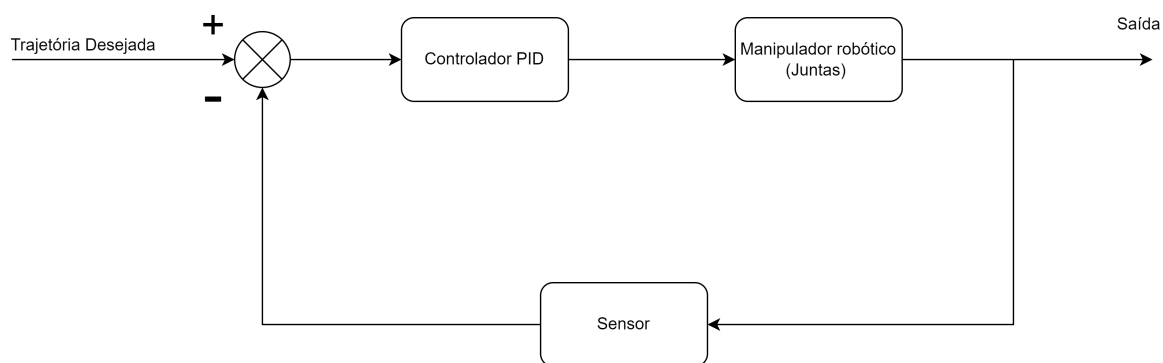 Saída
+
Trajetória Desejada
Controlador PID
Manipulador robótico
(Juntas)
-
Sensor